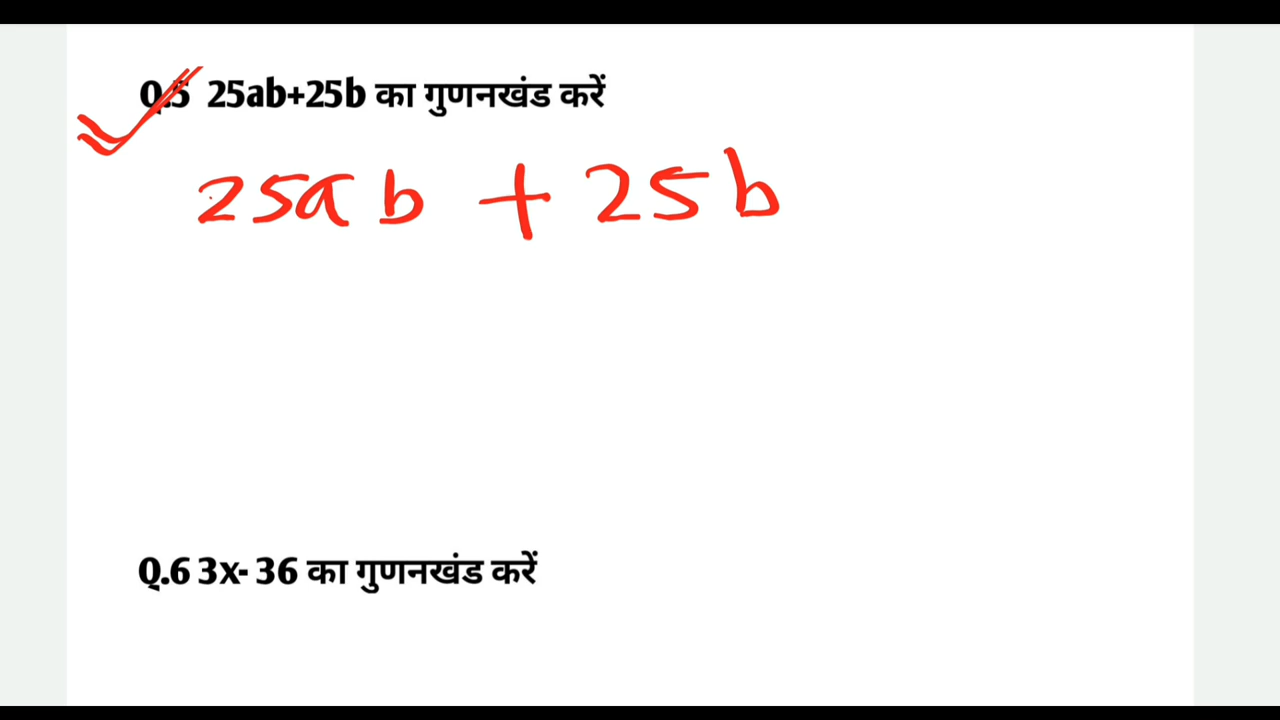 Q.5 25ab+25b का गुणनखंड करें
25ab + 25b
Q.6 3x- 36 का गुणनखंड करें